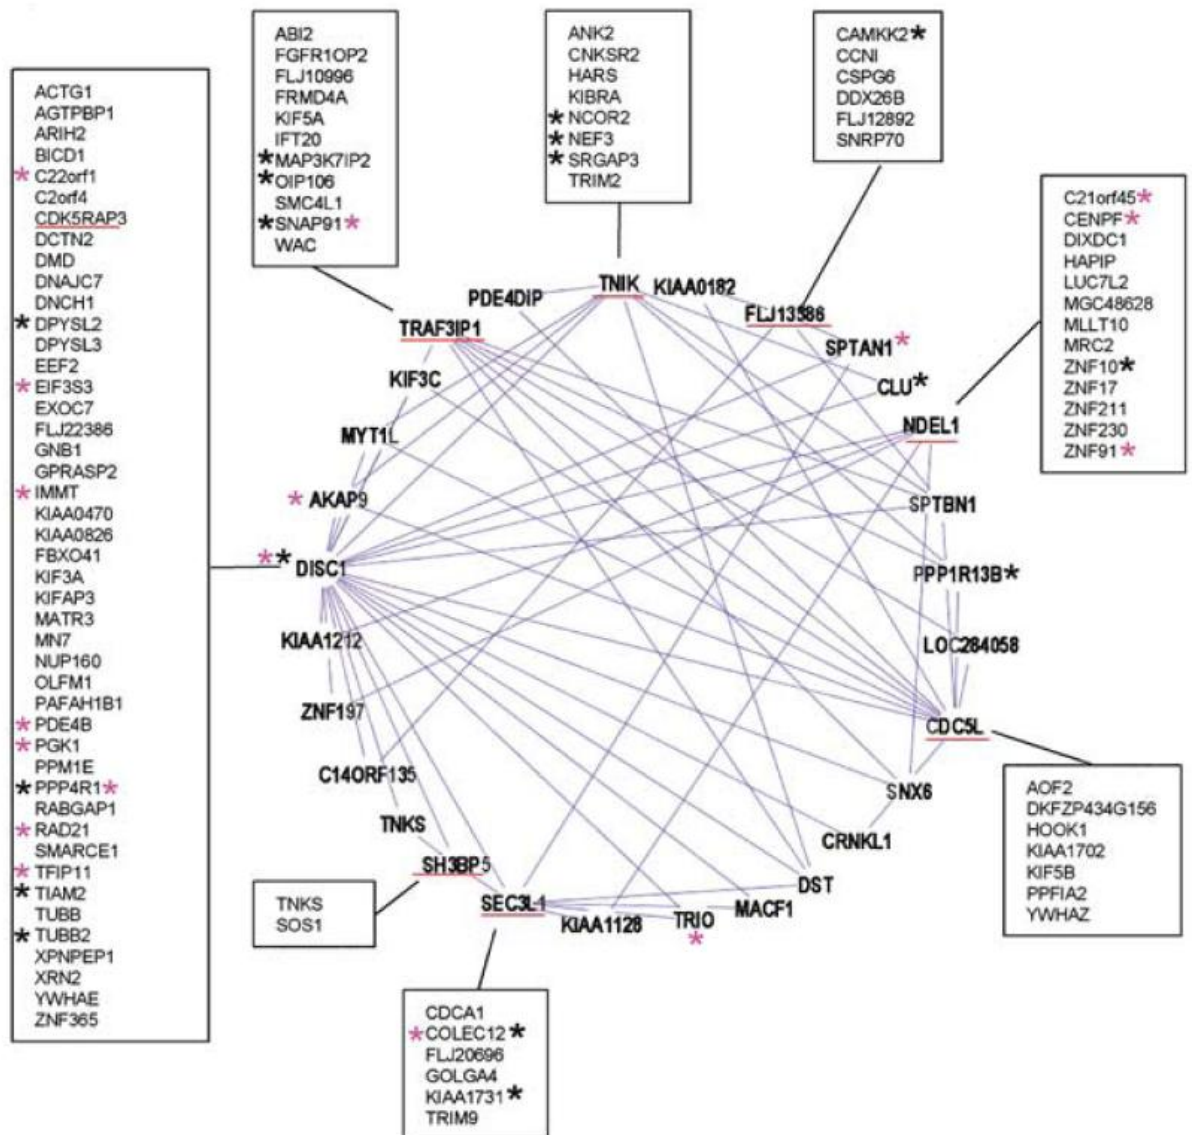 ACTG1
AGTPBP1
ARIH2
BICD1
* C22orf1
C2orf4
CDK5RAP3
DCTN2
DMD
DNAJC7
DNCH1
* DPYSL2
DPYSL3
EEF2
* EIF3S3
EXOC7
FLJ22386
GNB1
GPRASP2
* IMMT
KIAA0470
KIAA0826
FBXO41
KIF3A
KIFAP3
MATR3
MN7
NUP160
OLFM1
PAFAH1B1
* PDE4B
* PGK1
PPM1E
* PPP4R1 *
RABGAP1
* RAD21
SMARCE1
* TFIP11
* TIAM2
TUBB
* TUBB2
XPNPEP1
XRN2
YWHAE
ZNF365
ABI2
FGFR1OP2
FLJ10996
FRMD4A
KIF5A
IFT20
* MAP3K7IP2
* OIP106
SMC4L1
* SNAP91 *
WAC
ANK2
CNKSR2
HARS
KIBRA
* NCOR2
* NEF3
* SRGAP3
TRIM2
CAMKK2 *
CCNI
CSPG6
DDX26B
FLJ12892
SNRP70
C21orf45 *
CENPF *
DIXDC1
HAPIP
LUC7L2
MGC48628
MLLT10
MRC2
ZNF10 *
ZNF17
ZNF211
ZNF230
ZNF91 *
TNIK
KIAA0182
PDE4DIP
FLJ13386
TRAF3IP1
SPTAN1 *
KIF3C
CLU *
MYT1L
NDEL1
* AKAP9
SPTBN1
* * DISC1
PPP1R13B *
KIAA1212
LOC284058
ZNF197
CDC5L
C14ORF135
SNX6
TNKS
CRNKL1
SH3BP5
DST
SEC3L1
KIAA1128
TRIO
*
MACF1
AOF2
DKFZP434G156
HOOK1
KIAA1702
KIF5B
PPFIA2
YWHAZ
TNKS
SOS1
CDCA1
* COLEC12 *
FLJ20696
GOLGA4
KIAA1731 *
TRIM9